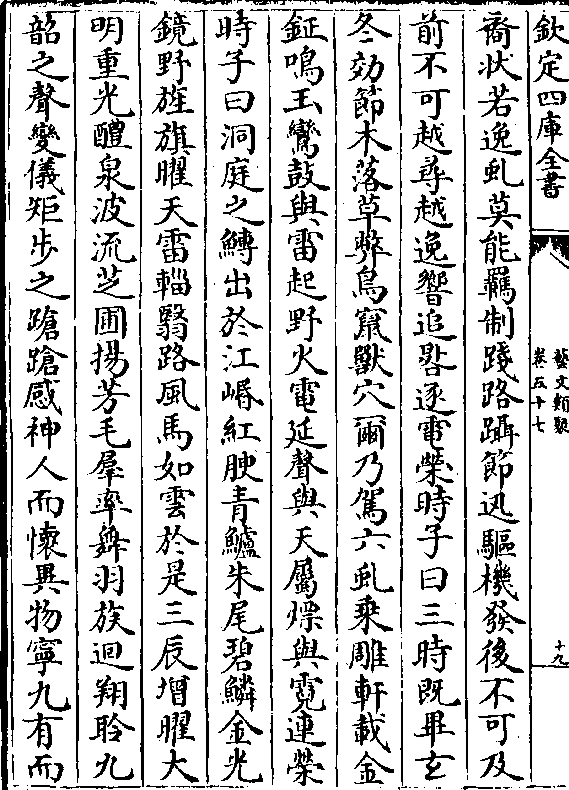 欽定四庫全書
藝文類聚
卷五十七
十九
裔狀若逸虬莫能羈制踐路躡節迅驅機發後不可及
前不可越尋越逸響追晷逐電榮時子曰三時既畢玄
冬効節木落草弊鳥竄獸穴爾乃駕六虬乗雕軒載金
鉦鳴玉鸞鼓與雷起野火電延聲與天屬熛與霓連榮
時子曰洞庭之鱄出於江㟭紅腴青鱸朱尾碧鱗金光
鏡野旌旗曜天雷輜翳路風馬如雲於是三辰增曜大
明重光醴泉波流芝圃揚芳毛羣率舞羽族迴翔聆九
韶之聲變儀矩步之蹌蹌感神人而懷異物寧九有而